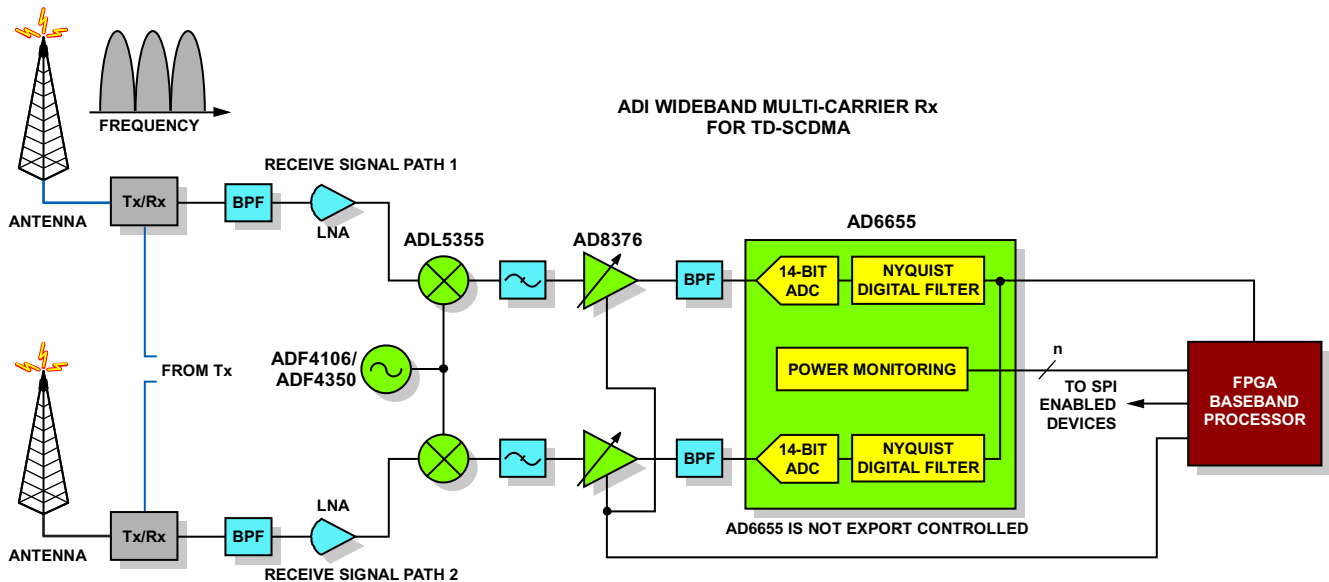 ADI WIDEBAND MULTI-CARRIER Rx
FOR TD-SCDMA
FREQUENCY
RECEIVE SIGNAL PATH 1
ANTENNA
Tx/Rx
BPF
LNA
ADL5355
AD8376
BPF
AD6655
14-BIT
ADC
NYQUIST
DIGITAL FILTER
FROM Tx
ADF4106/
ADF4350
POWER MONITORING
n
TO SPI
ENABLED
DEVICES
FPGA
BASEBAND
PROCESSOR
BPF
14-BIT
ADC
NYQUIST
DIGITAL FILTER
AD6655 IS NOT EXPORT CONTROLLED
ANTENNA
Tx/Rx
BPF
LNA
RECEIVE SIGNAL PATH 2